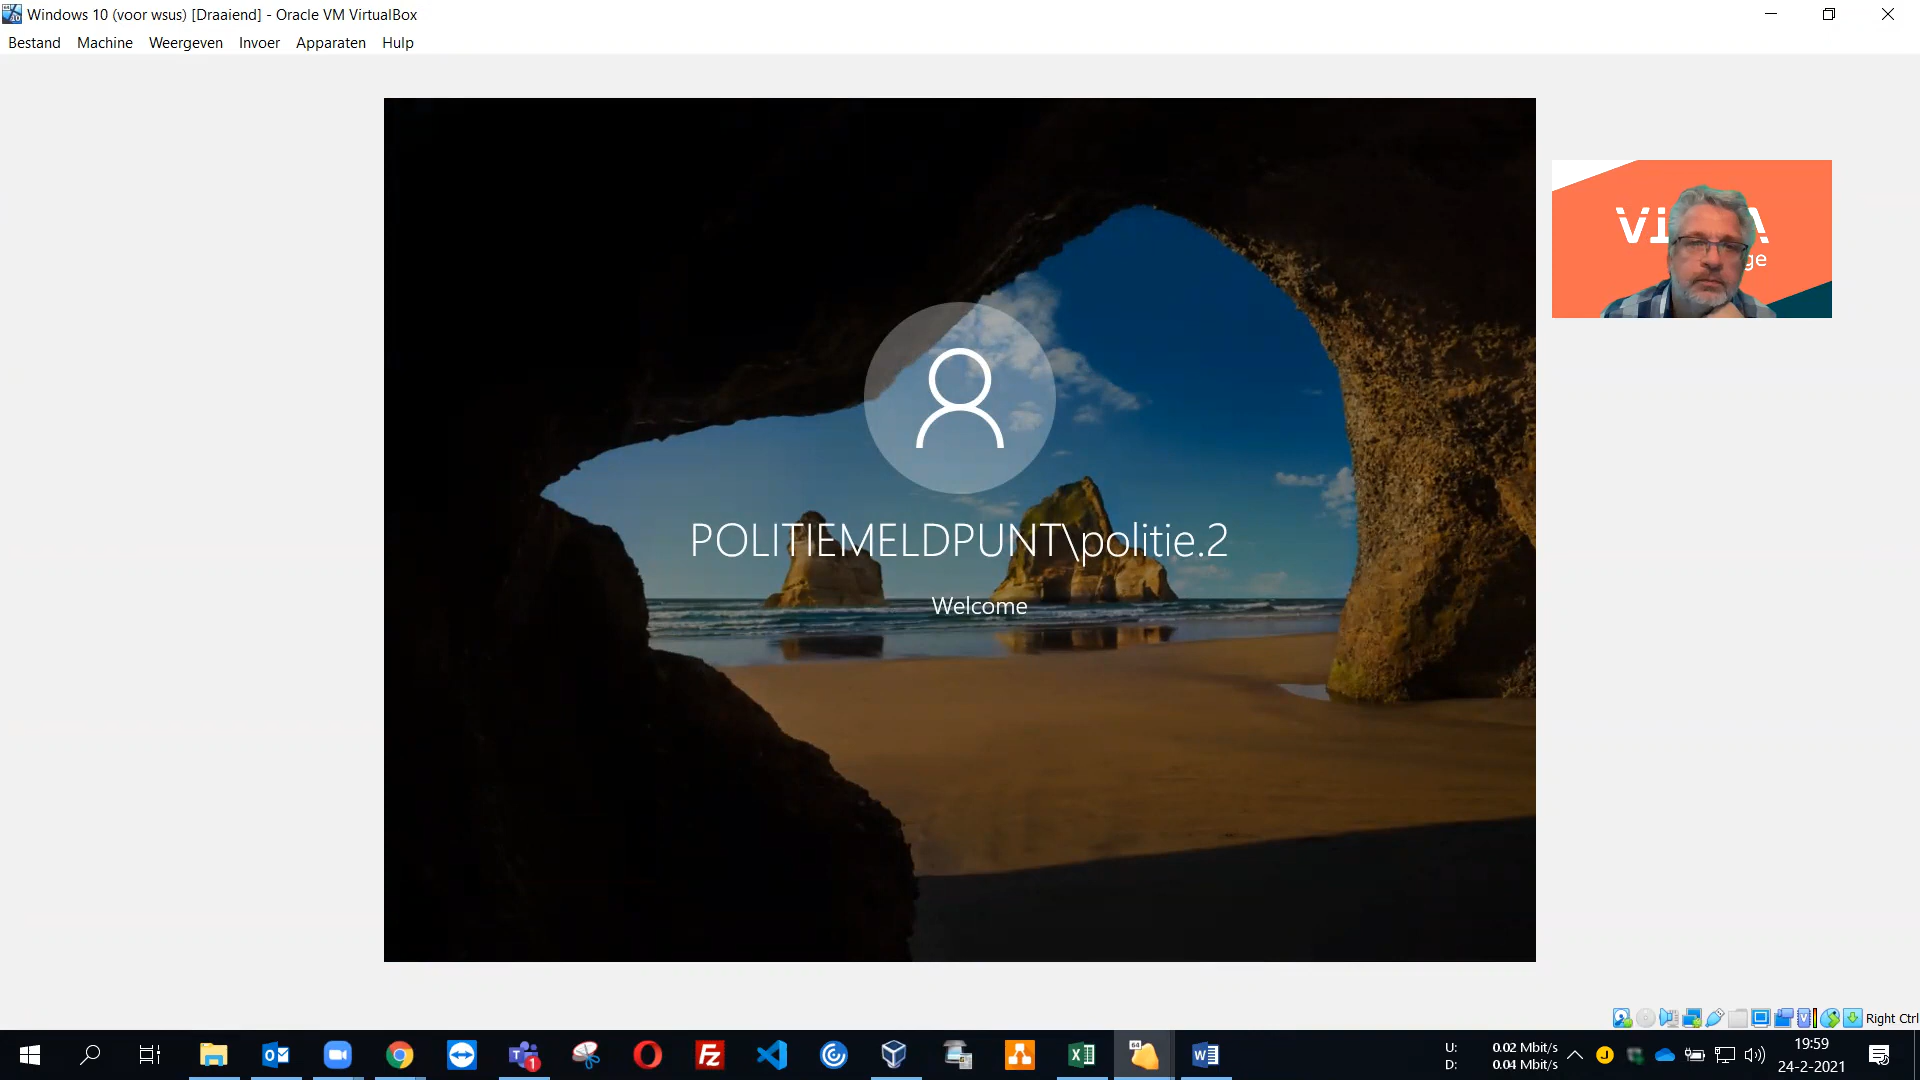 Windows 10 (voor wsus) [Draaiend] - Oracle VM VirtualBox
Bestand Machine Weergeven Invoer Apparaten Hulp
ge
POLITIEMELDPUNT\politie.2
Welcome
Right Ctrl
U: 0.02 Mbit/s
D: 0.04 Mbit/s
19:59
24-2-2021